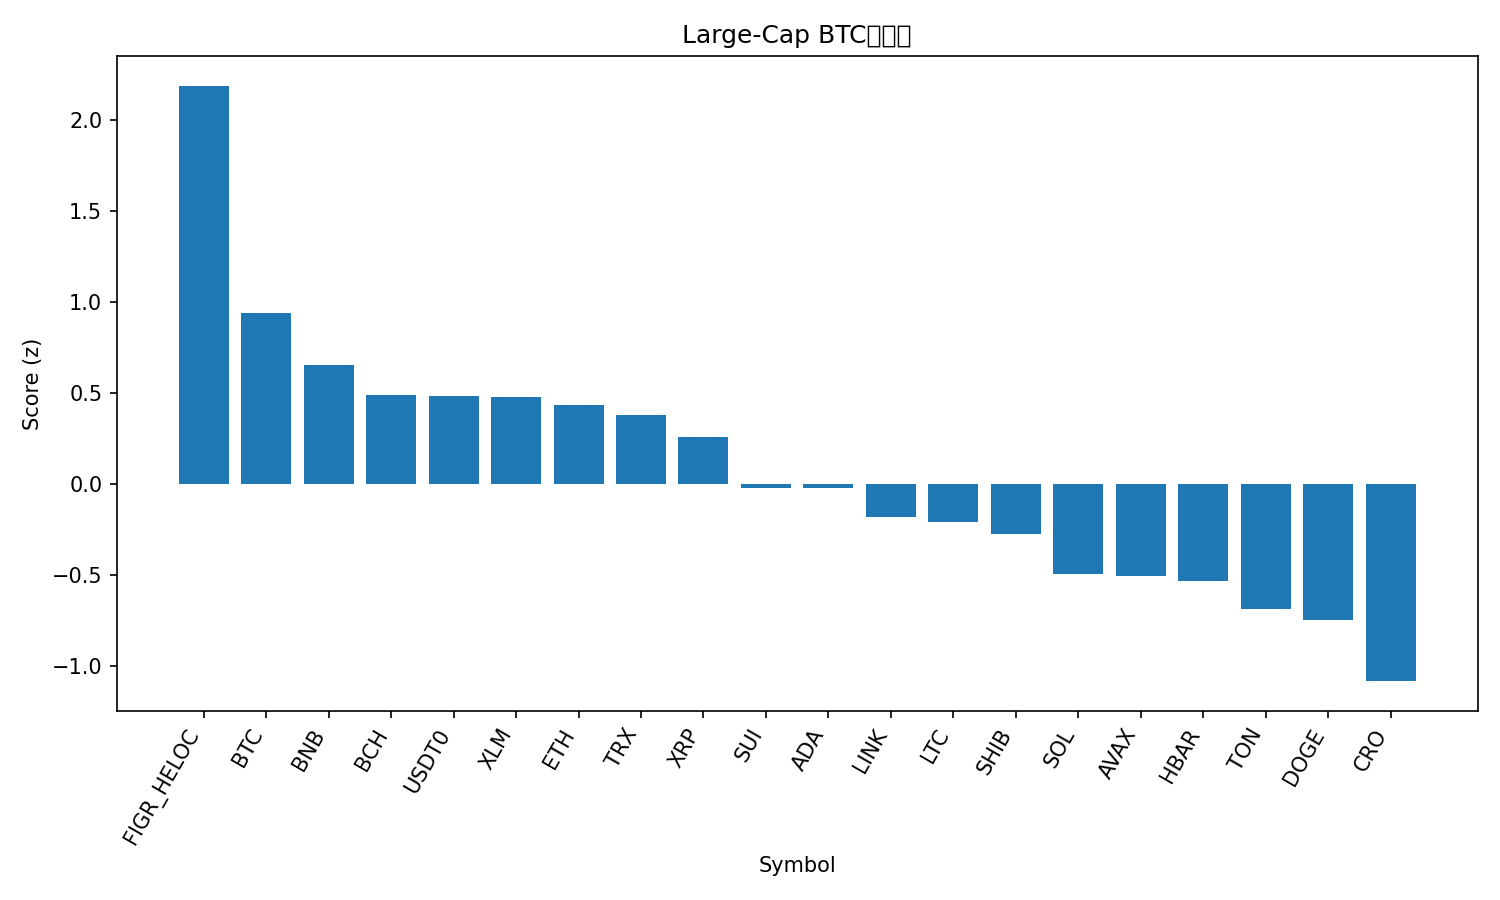 Large-Cap BTC
Score (z)
2.0
1.5
1.0
0.5
0.0
−0.5
−1.0
FIGR_HELOC
BTC
BNB
BCH
USDT0
XLM
ETH
TRX
XRP
SUI
ADA
LINK
LTC
SHIB
SOL
AVAX
HBAR
TON
DOGE
CRO
Symbol